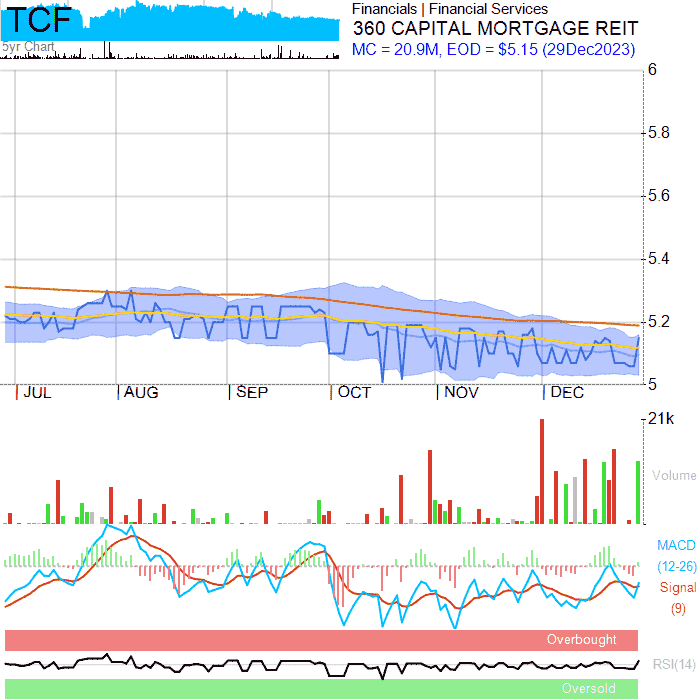 TCF
Financials | Financial Services
360 CAPITAL MORTGAGE REIT
5yr Chart
MC = 20.9M, EOD = $5.15 (29Dec2023)
6
5.8
5.6
5.4
5.2
5
JUL AUG SEP OCT NOV DEC
21k
Volume
MACD
(12-26)
Signal
(9)
Overbought
RSI(14)
Oversold